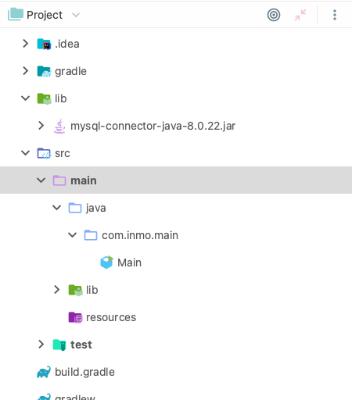 Project
.idea
gradle
lib
mysql-connector-java-8.0.22.jar
src
main
java
com.inmo.main
Main
lib
resources
test
build.gradle
gradlew